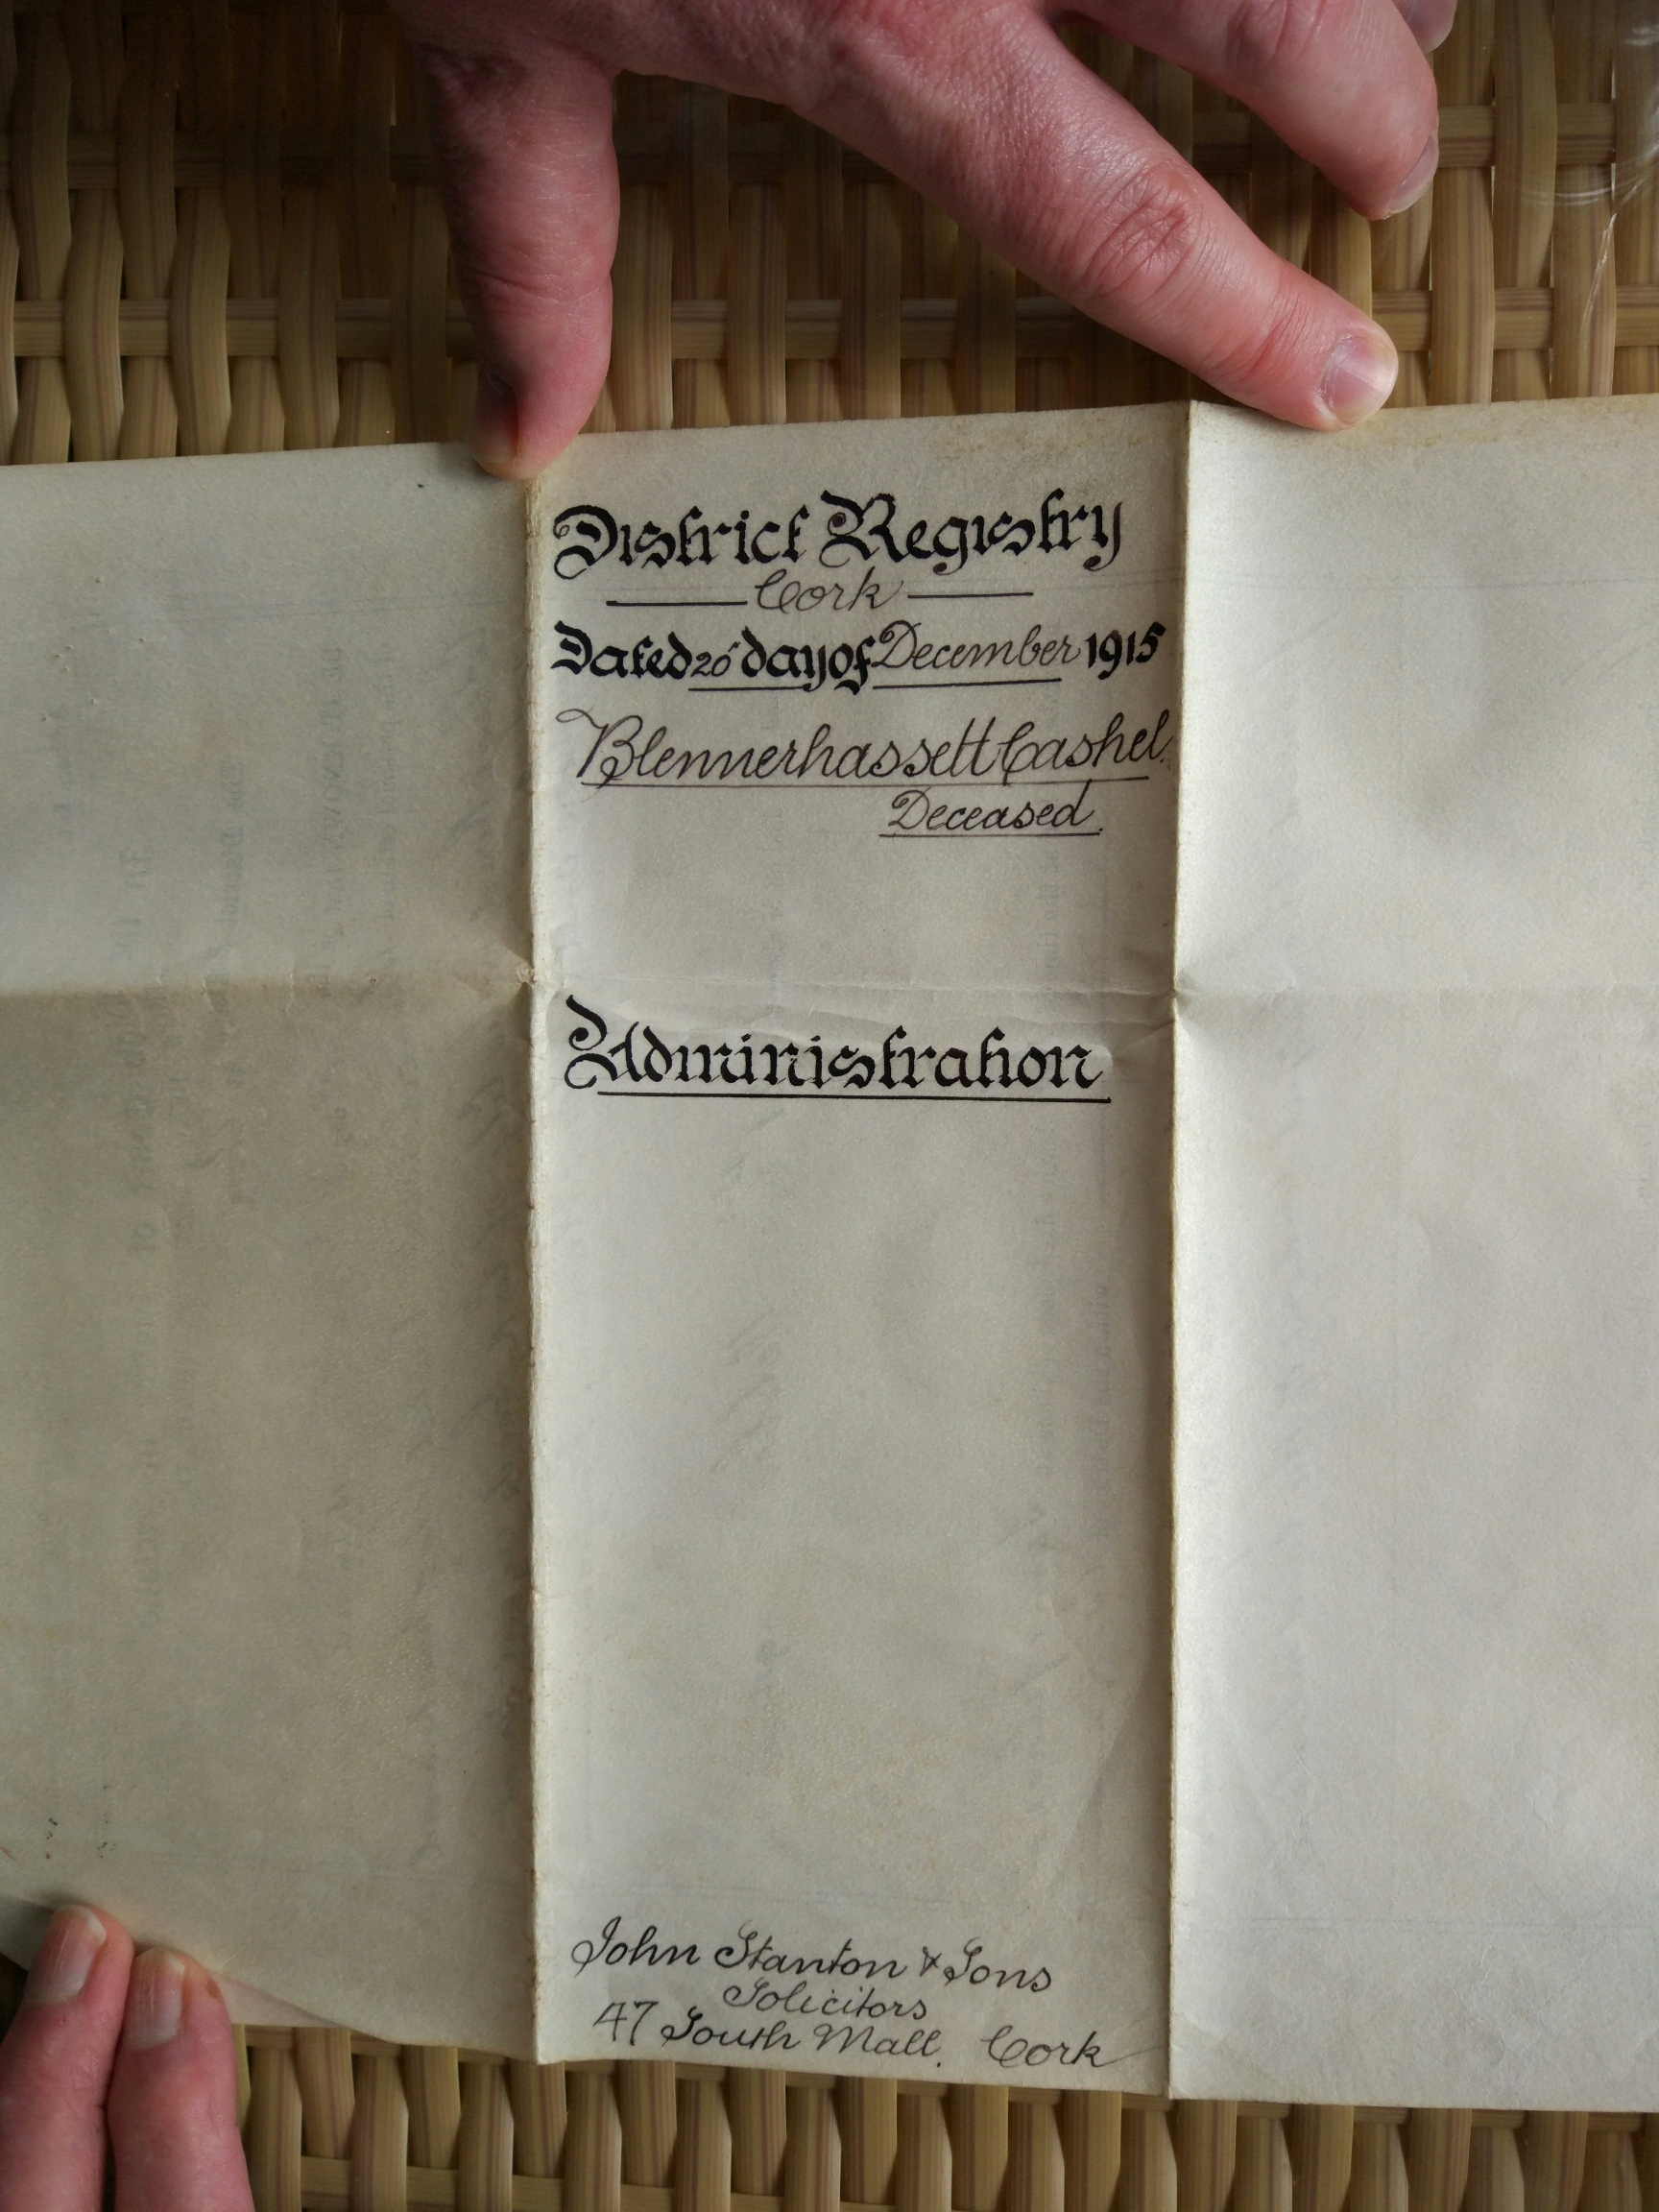 District Registry
Cork
Dated 20 day of December 1915
Blennerhassett Cashel.
Deceased.
Administration
John Stanton & Sons
Solicitors
47 South Mall. Cork